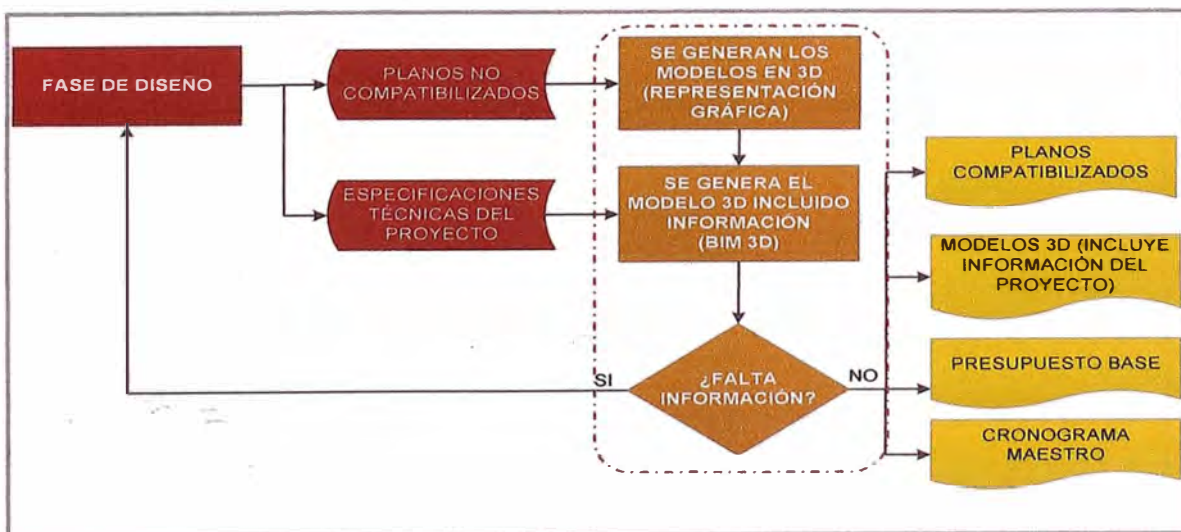 FASE DE DISEÑO
PLANOS NO
COMPATIBILIZADOS
ESPECIFICACIONES
TÉCNICAS DEL
PROYECTO
SE GENERAN LOS
MODELOS EN 3D
(REPRESENTACIÓN
GRÁFICA)
SE GENERA EL
MODELO 3D INCLUIDO
INFORMACIÓN
(BIM 3D)
¿FALTA
INFORMACIÓN?
SI
NO
PLANOS
COMPATIBILIZADOS
MODELOS 3D (INCLUYE
INFORMACIÓN DEL
PROYECTO)
PRESUPUESTO BASE
CRONOGRAMA
MAESTRO